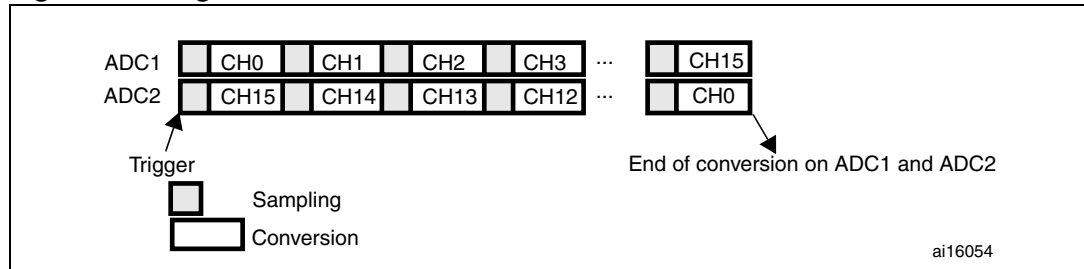 ADC1 CH0 CH1 CH2 CH3 ... CH15
ADC2 CH15 CH14 CH13 CH12 ... CH0
Trigger
End of conversion on ADC1 and ADC2
Sampling
Conversion
ai16054